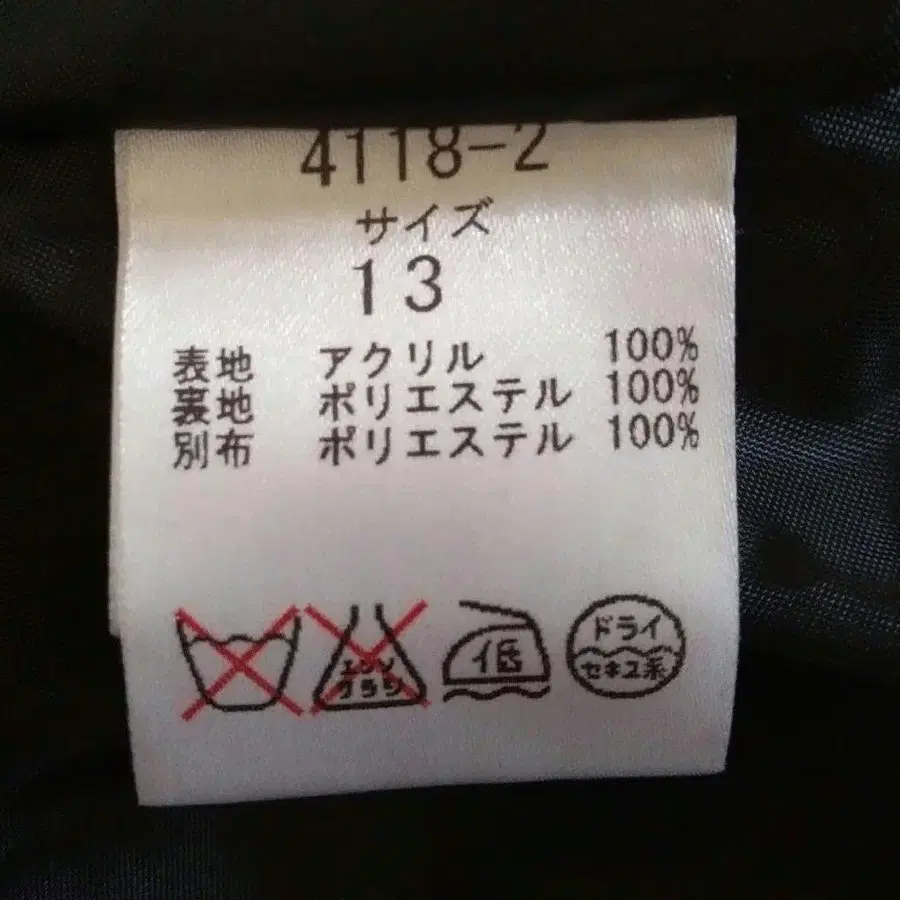 4118-2
サイズ
13
表地 アクリル 100%
裏地 ポリエステル 100%
別布 ポリエステル 100%
エンソ
サラシ
低
ドライ
セキユ系